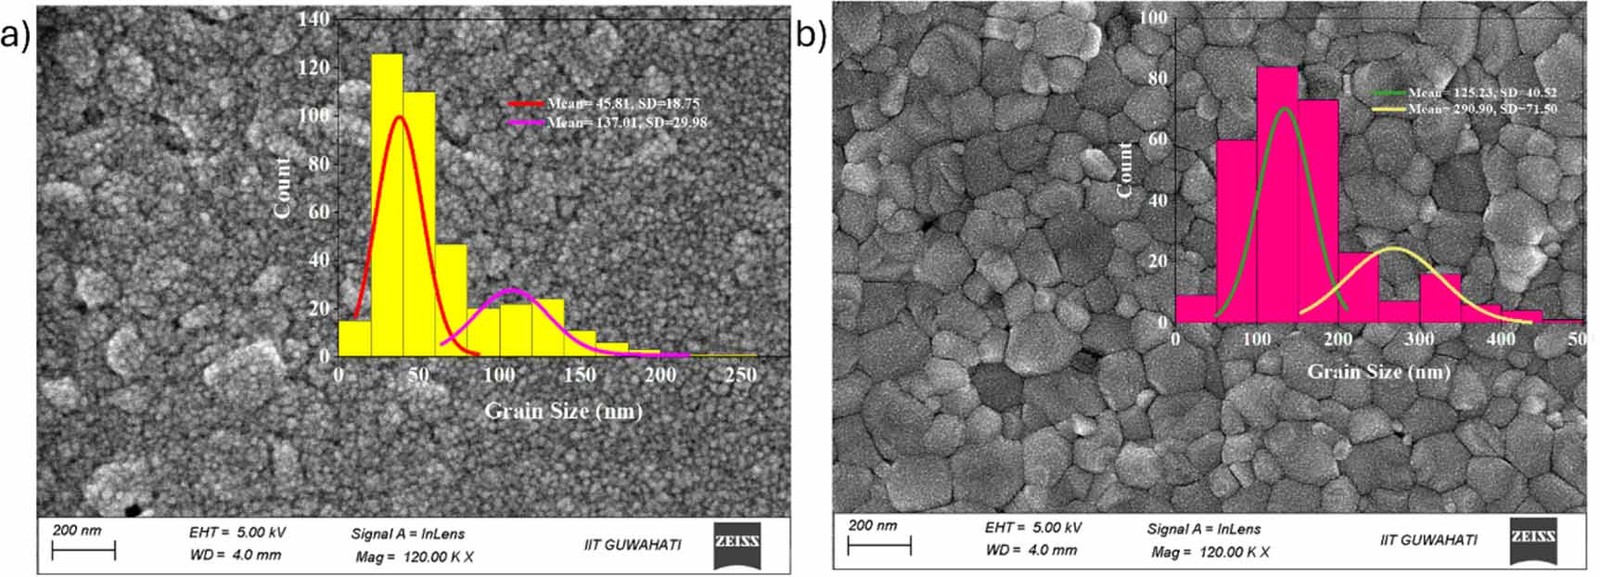 a)
140
120
100
80
60
40
20
0
Count
Mean= 45.81, SD=18.75
Mean= 137.01, SD=29.98
0 50 100 150 200 250
Grain Size (nm)
200 nm
EHT = 5.00 kV
WD = 4.0 mm
Signal A = InLens
Mag = 120.00 K X
IIT GUWAHATI
ZEISS
b)
100
80
60
40
20
0
Count
Mean= 125.23, SD=40.52
Mean= 290.90, SD=71.50
0 100 200 300 400 50
Grain Size (nm)
200 nm
EHT = 5.00 kV
WD = 4.0 mm
Signal A = InLens
Mag = 120.00 K X
IIT GUWAHATI
ZEISS